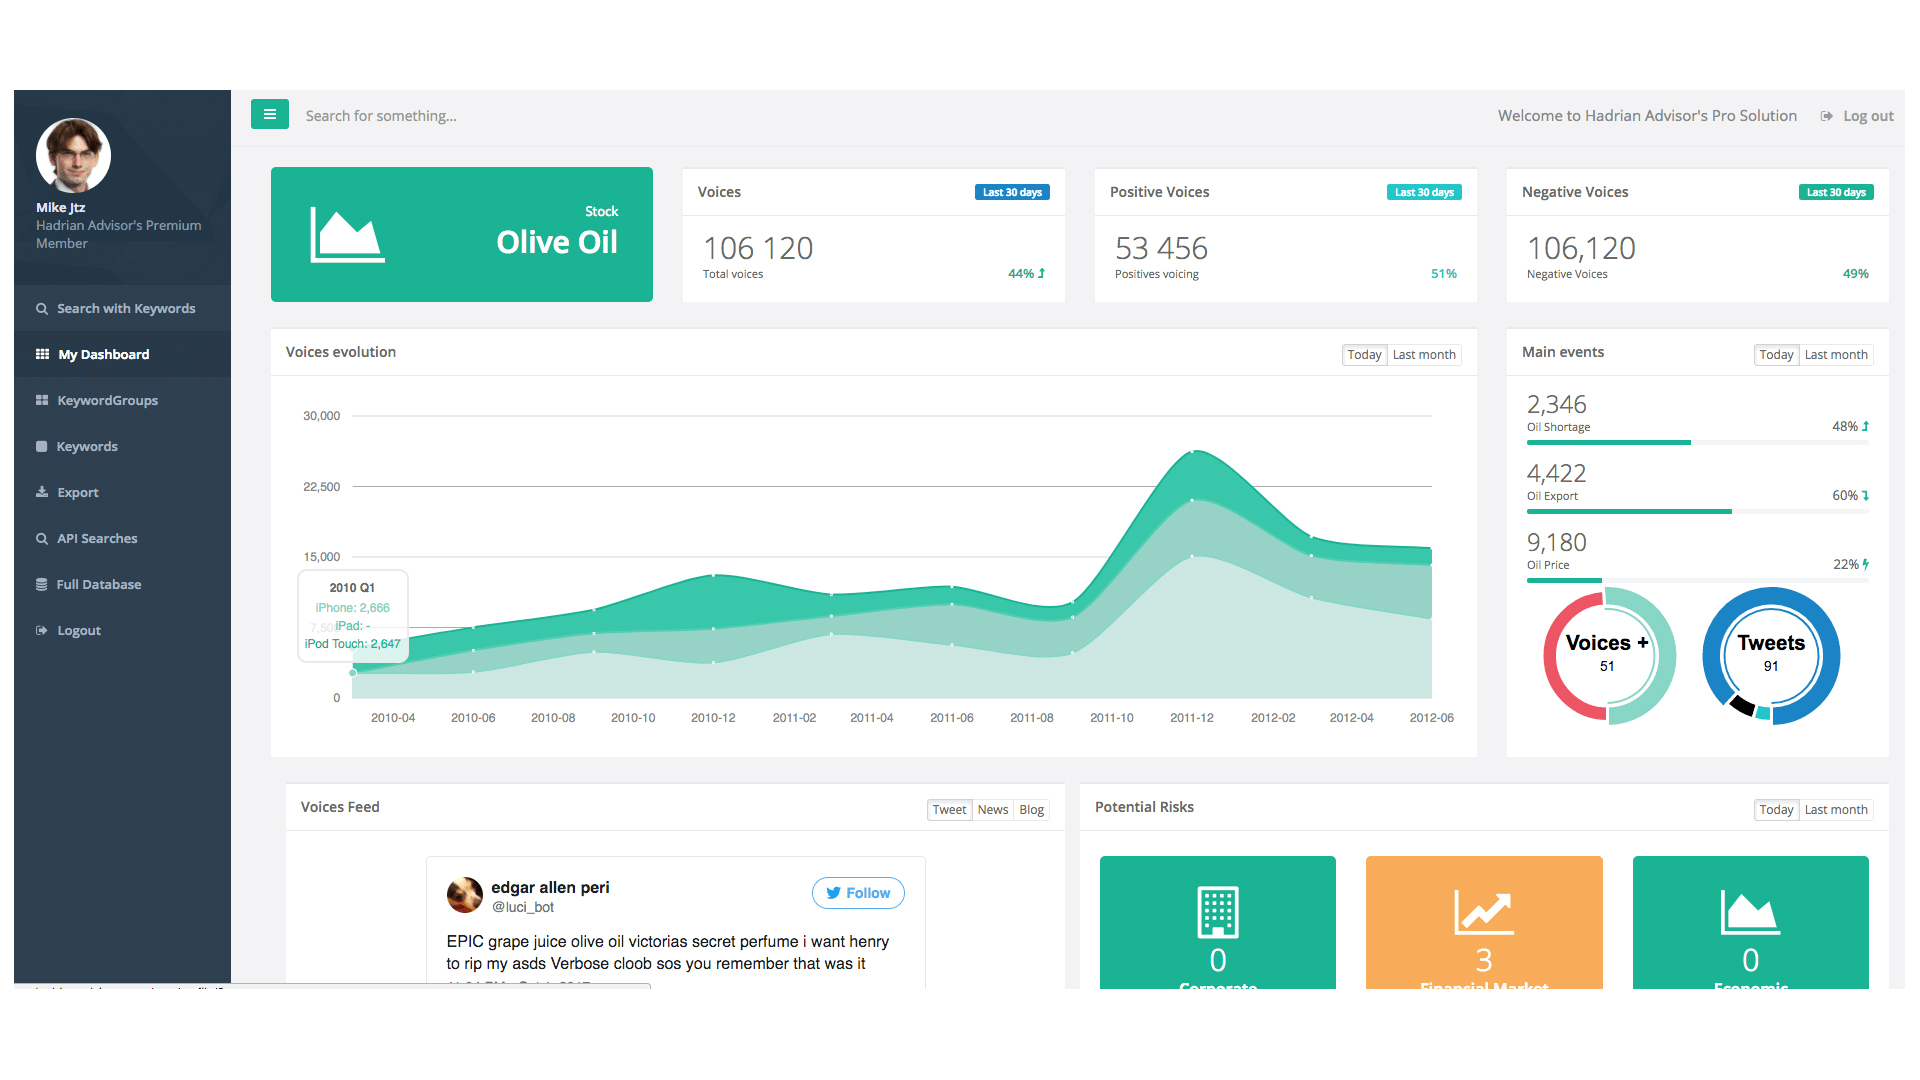 Mike Jtz
Hadrian Advisor's Premium
Member
Search with Keywords
My Dashboard
KeywordGroups
Keywords
Export
API Searches
Full Database
Logout
Search for something...
Welcome to Hadrian Advisor's Pro Solution
Log out
Stock
Olive Oil
Voices
Last 30 days
106 120
Total voices
44%
Positive Voices
Last 30 days
53 456
Positives voicing
51%
Negative Voices
Last 30 days
106,120
Negative Voices
49%
Voices evolution
Today Last month
30,000
22,500
15,000
7,500
0
2010 Q1
iPhone: 2,666
iPad: -
iPod Touch: 2,647
2010-04 2010-06 2010-08 2010-10 2010-12 2011-02 2011-04 2011-06 2011-08 2011-10 2011-12 2012-02 2012-04 2012-06
Main events
Today Last month
2,346
Oil Shortage
48%
4,422
Oil Export
60%
9,180
Oil Price
22%
Voices +
51
Tweets
91
Voices Feed
Tweet News Blog
edgar allen peri
@luci_bot
Follow
EPIC grape juice olive oil victorias secret perfume i want henry
to rip my asds Verbose cloob sos you remember that was it
Potential Risks
Today Last month
0
Corporate
3
Financial Market
0
Economic